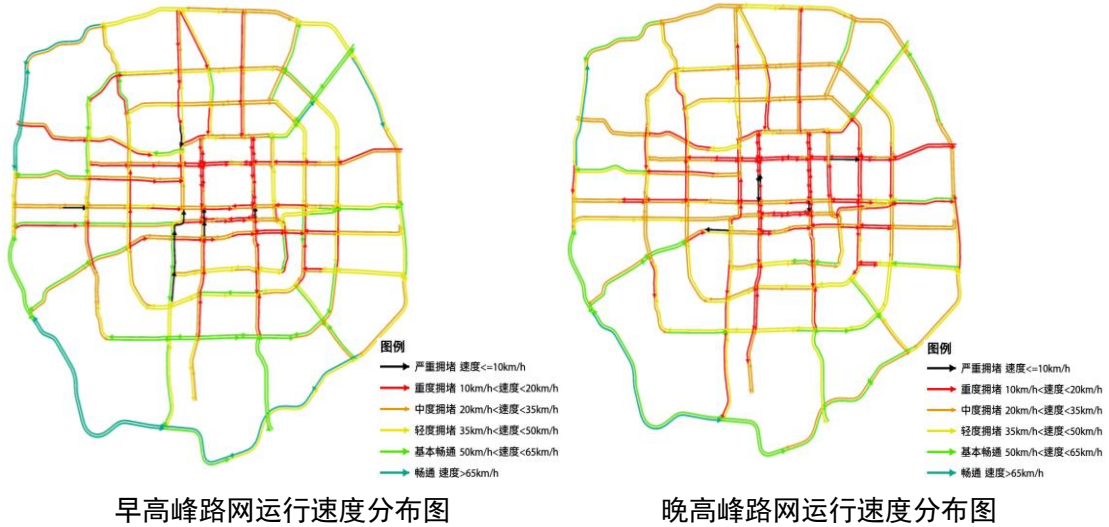 图例
严重拥堵 速度<=10km/h
重度拥堵 10km/h<速度<20km/h
中度拥堵 20km/h<速度<35km/h
轻度拥堵 35km/h<速度<50km/h
基本畅通 50km/h<速度<65km/h
畅通 速度>65km/h
早高峰路网运行速度分布图
图例
严重拥堵 速度<=10km/h
重度拥堵 10km/h<速度<20km/h
中度拥堵 20km/h<速度<35km/h
轻度拥堵 35km/h<速度<50km/h
基本畅通 50km/h<速度<65km/h
畅通 速度>65km/h
晚高峰路网运行速度分布图